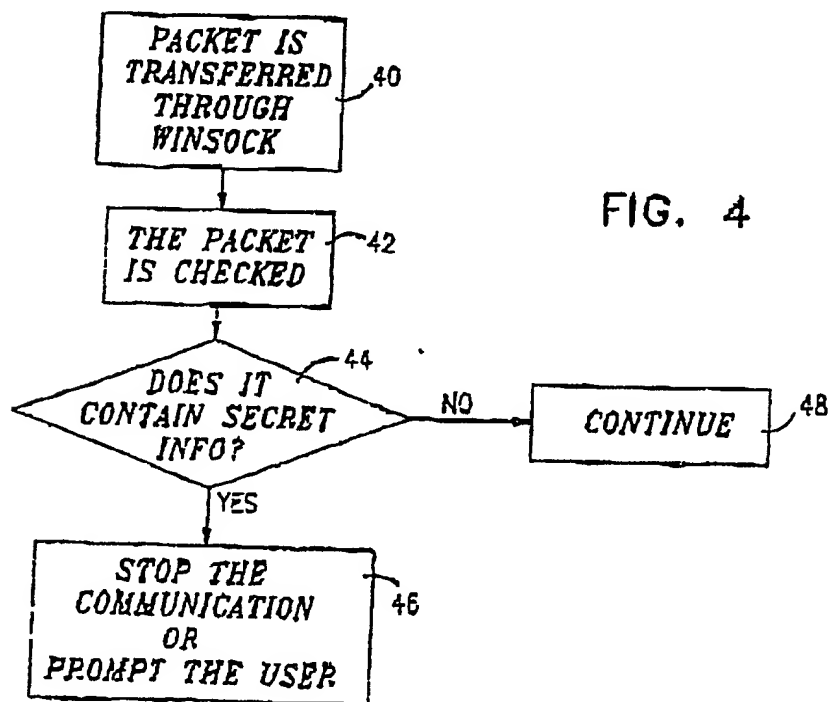 PACKET IS
TRANSFERRED
THROUGH
WINSOCK
40
FIG. 4
THE PACKET
IS CHECKED
42
44
DOES IT
CONTAIN SECRET
INFO?
NO
CONTINUE
48
YES
STOP THE
COMMUNICATION
OR
PROMPT THE USER
46